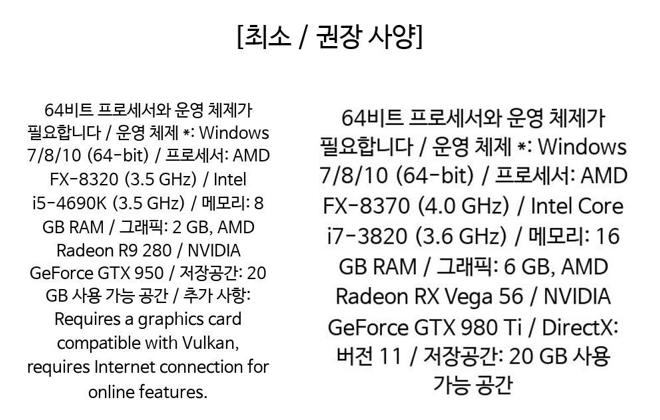 [최소 / 권장 사양]
64비트 프로세서와 운영 체제가
필요합니다 / 운영 체제 *: Windows
7/8/10 (64-bit) / 프로세서: AMD
FX-8320 (3.5 GHz) / Intel
i5-4690K (3.5 GHz) / 메모리: 8
GB RAM / 그래픽: 2 GB, AMD
Radeon R9 280 / NVIDIA
GeForce GTX 950 / 저장공간: 20
GB 사용 가능 공간 / 추가 사항:
Requires a graphics card
compatible with Vulkan,
requires Internet connection for
online features.
64비트 프로세서와 운영 체제가
필요합니다 / 운영 체제 *: Windows
7/8/10 (64-bit) / 프로세서: AMD
FX-8370 (4.0 GHz) / Intel Core
i7-3820 (3.6 GHz) / 메모리: 16
GB RAM / 그래픽: 6 GB, AMD
Radeon RX Vega 56 / NVIDIA
GeForce GTX 980 Ti / DirectX:
버전 11 / 저장공간: 20 GB 사용
가능 공간